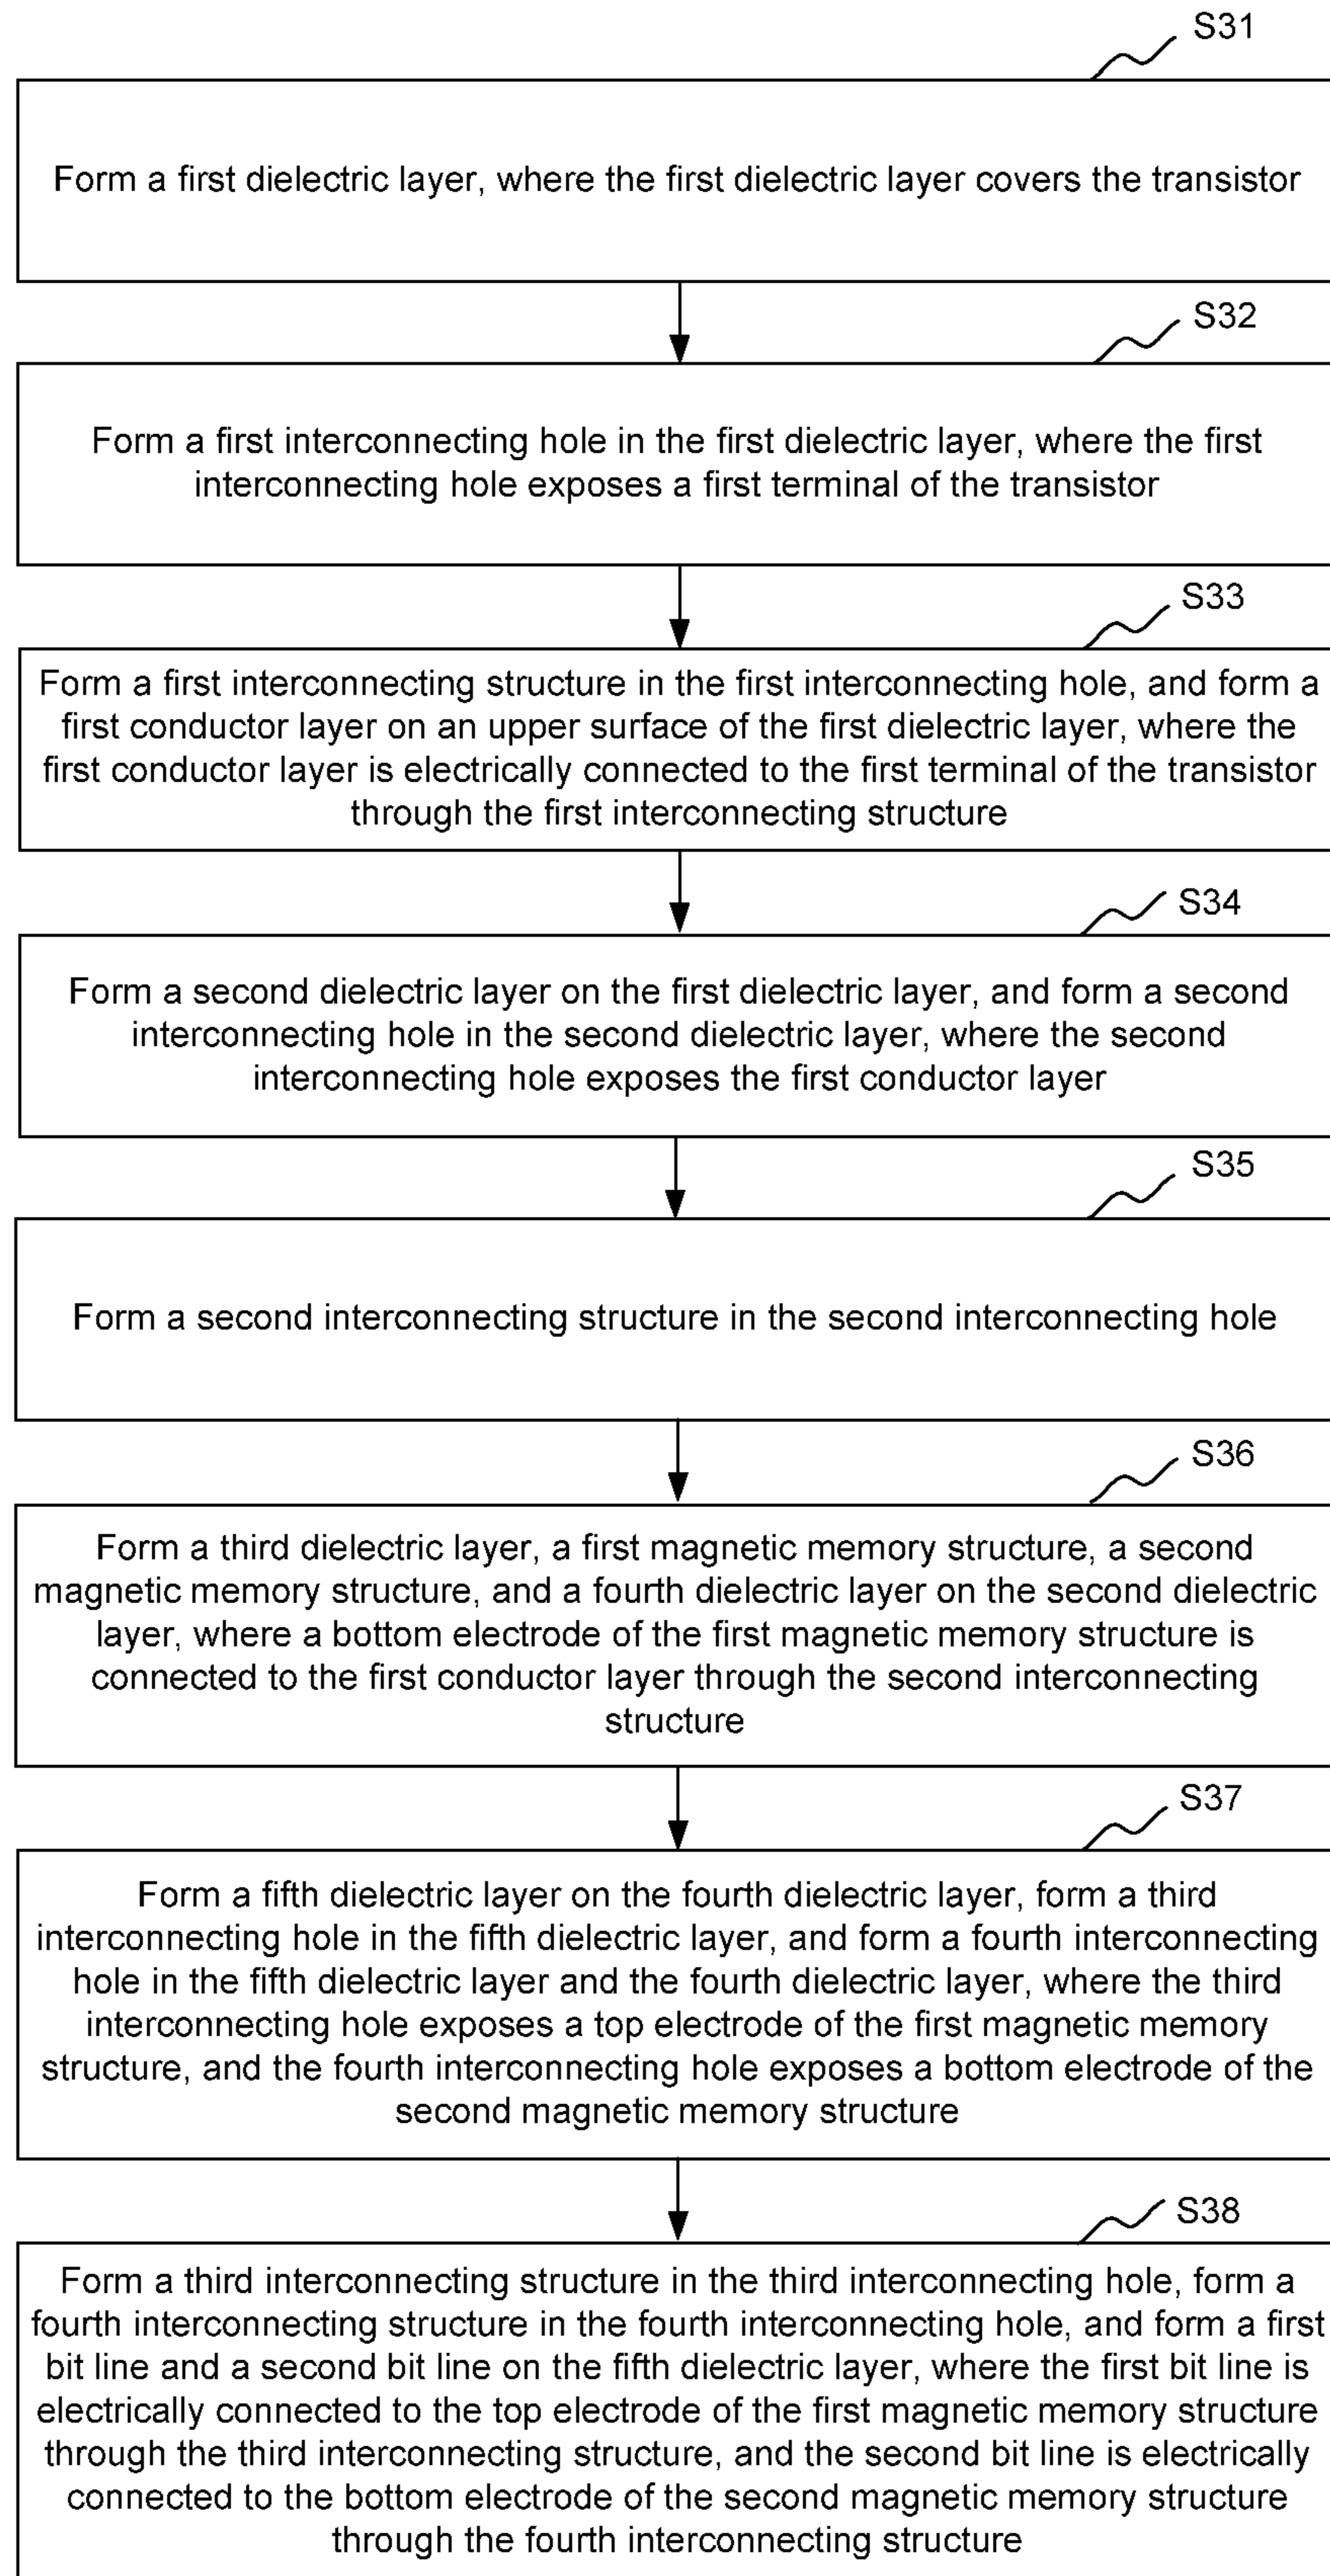 S31
Form a first dielectric layer, where the first dielectric layer covers the transistor
S32
Form a first interconnecting hole in the first dielectric layer, where the first
interconnecting hole exposes a first terminal of the transistor
S33
Form a first interconnecting structure in the first interconnecting hole, and form a
first conductor layer on an upper surface of the first dielectric layer, where the
first conductor layer is electrically connected to the first terminal of the transistor
through the first interconnecting structure
S34
Form a second dielectric layer on the first dielectric layer, and form a second
interconnecting hole in the second dielectric layer, where the second
interconnecting hole exposes the first conductor layer
S35
Form a second interconnecting structure in the second interconnecting hole
S36
Form a third dielectric layer, a first magnetic memory structure, a second
magnetic memory structure, and a fourth dielectric layer on the second dielectric
layer, where a bottom electrode of the first magnetic memory structure is
connected to the first conductor layer through the second interconnecting
structure
S37
Form a fifth dielectric layer on the fourth dielectric layer, form a third
interconnecting hole in the fifth dielectric layer, and form a fourth interconnecting
hole in the fifth dielectric layer and the fourth dielectric layer, where the third
interconnecting hole exposes a top electrode of the first magnetic memory
structure, and the fourth interconnecting hole exposes a bottom electrode of the
second magnetic memory structure
S38
Form a third interconnecting structure in the third interconnecting hole, form a
fourth interconnecting structure in the fourth interconnecting hole, and form a first
bit line and a second bit line on the fifth dielectric layer, where the first bit line is
electrically connected to the top electrode of the first magnetic memory structure
through the third interconnecting structure, and the second bit line is electrically
connected to the bottom electrode of the second magnetic memory structure
through the fourth interconnecting structure